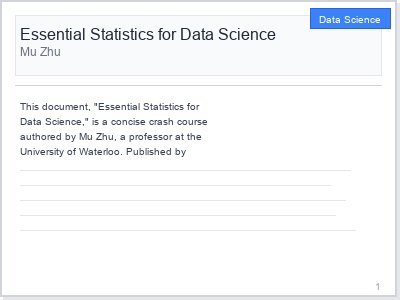 Data Science
Essential Statistics for Data Science
Mu Zhu
This document, "Essential Statistics for
Data Science," is a concise crash course
authored by Mu Zhu, a professor at the
University of Waterloo. Published by
1